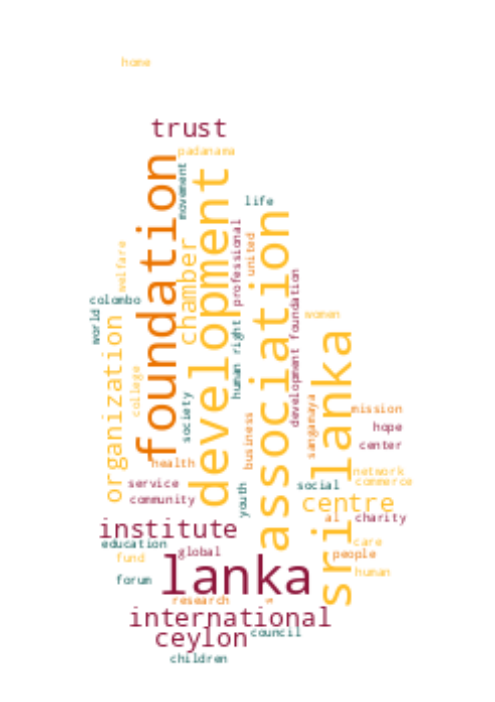 home
trust
padanama
foundation
movement
development
life
association
professional
united
chamber
welfare
colombo
world
organization
college
society
human right
development foundation
women
sri lanka
business
sangamaya
mission
hope
center
health
service
community
youth
social
network
commerce
centre
institute
al
charity
education
global
fund
care
people
human
forum
lanka
research
international
ceylon
council
children